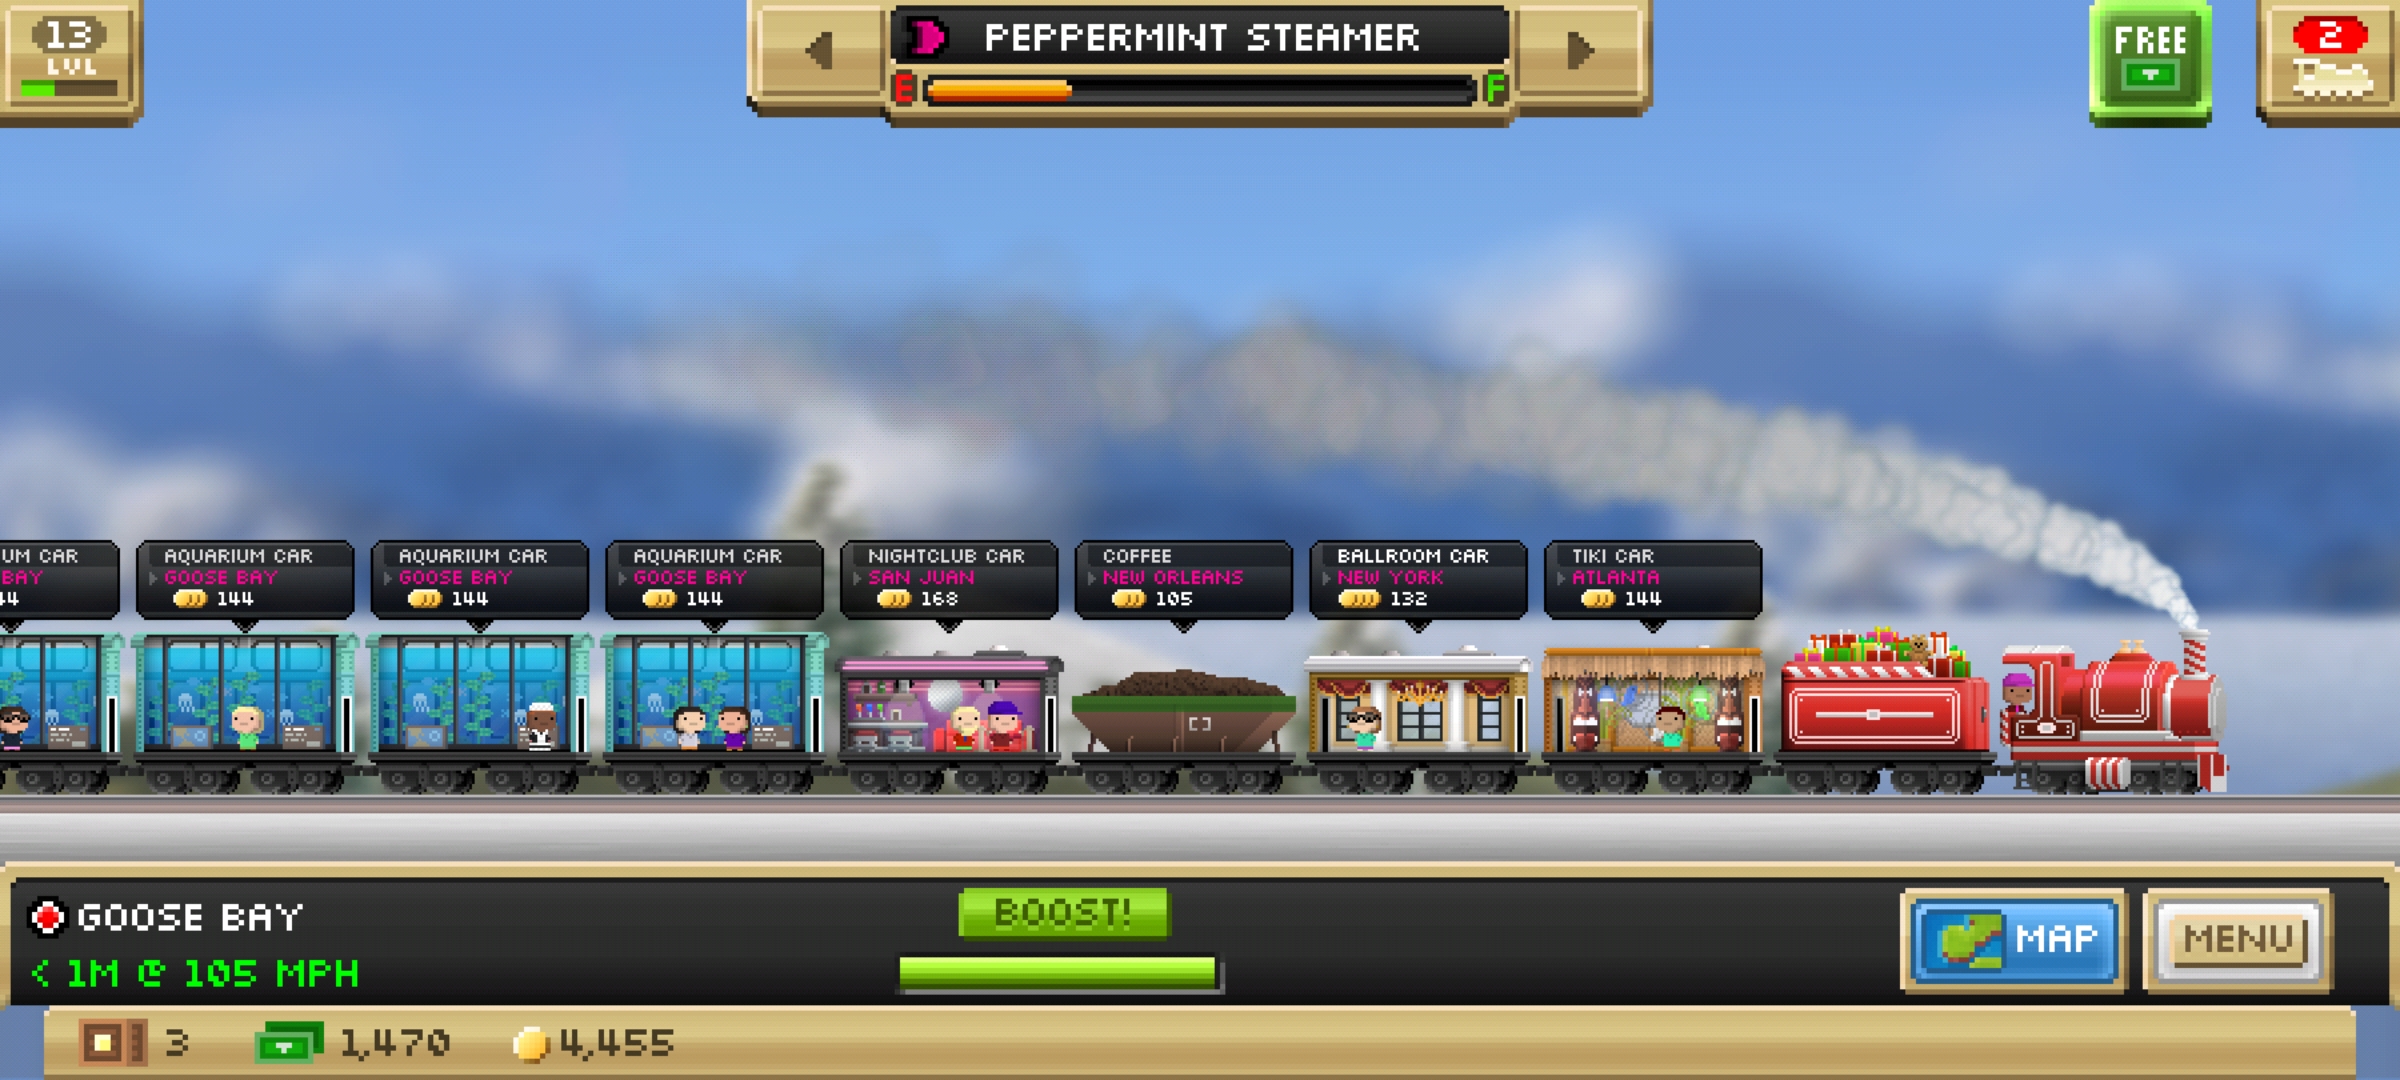 13
LVL
PEPPERMINT STEAMER
E F
FREE
2
UM CAR
BAY
44
AQUARIUM CAR
GOOSE BAY
144
AQUARIUM CAR
GOOSE BAY
144
AQUARIUM CAR
GOOSE BAY
144
NIGHTCLUB CAR
SAN JUAN
168
COFFEE
NEW ORLEANS
105
BALLROOM CAR
NEW YORK
132
TIKI CAR
ATLANTA
144
GOOSE BAY
< 1M @ 105 MPH
BOOST!
MAP
MENU
3 1,470 4,455